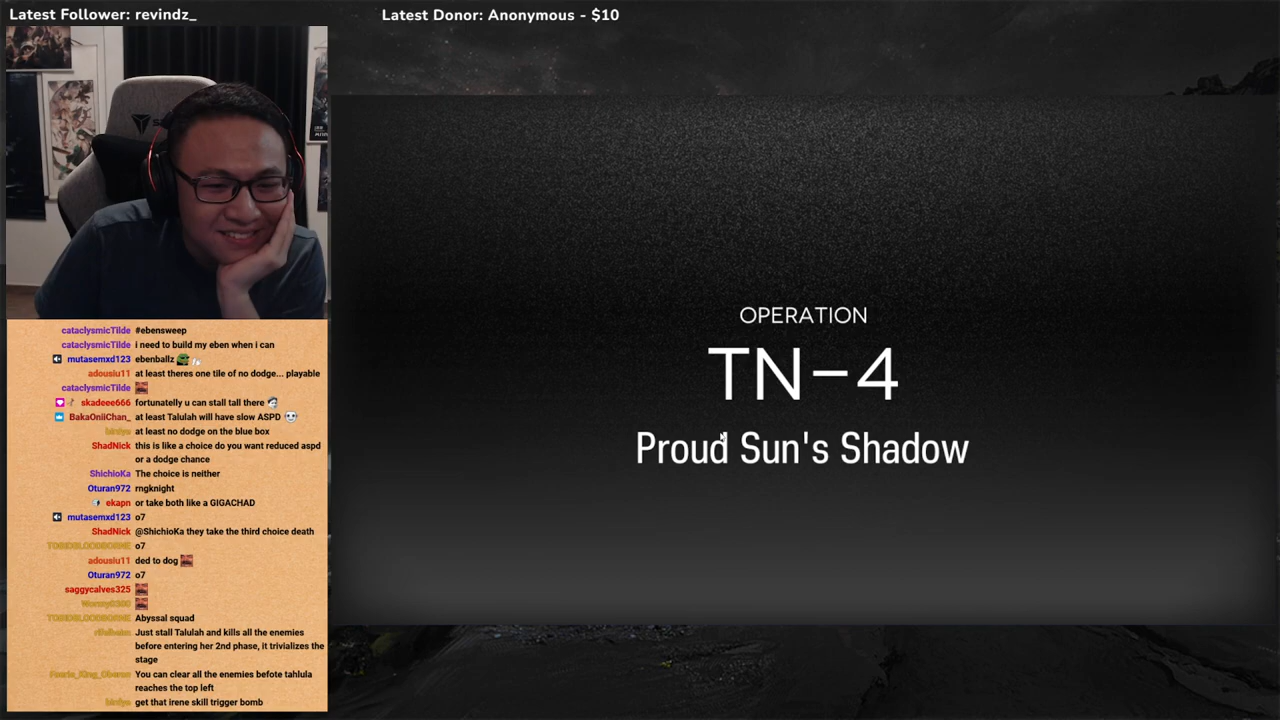 Latest Follower: revindz_
Latest Donor: Anonymous - $10
OPERATION
TN-4
Proud Sun's Shadow
cataclysmicTilde #ebensweep
cataclysmicTilde i need to build my eben when i can
mutasemxd123 ebenballz
adousiu11 at least theres one tile of no dodge... playable
cataclysmicTilde
skadeee666 fortunatelly u can stall tall there
BakaOniiChan_ at least Talulah will have slow ASPD
at least no dodge on the blue box
ShadNick this is like a choice do you want reduced aspd
or a dodge chance
ShichioKa The choice is neither
Oturan972 rngknight
ekapn or take both like a GIGACHAD
mutasemxd123 o7
ShadNick @ShichioKa they take the third choice death
o7
adousiu11 ded to dog
Oturan972 o7
saggycalves325
Abyssal squad
Just stall Talulah and kills all the enemies
before entering her 2nd phase, it trivializes the
stage
You can clear all the enemies befote tahlula
reaches the top left
get that irene skill trigger bomb